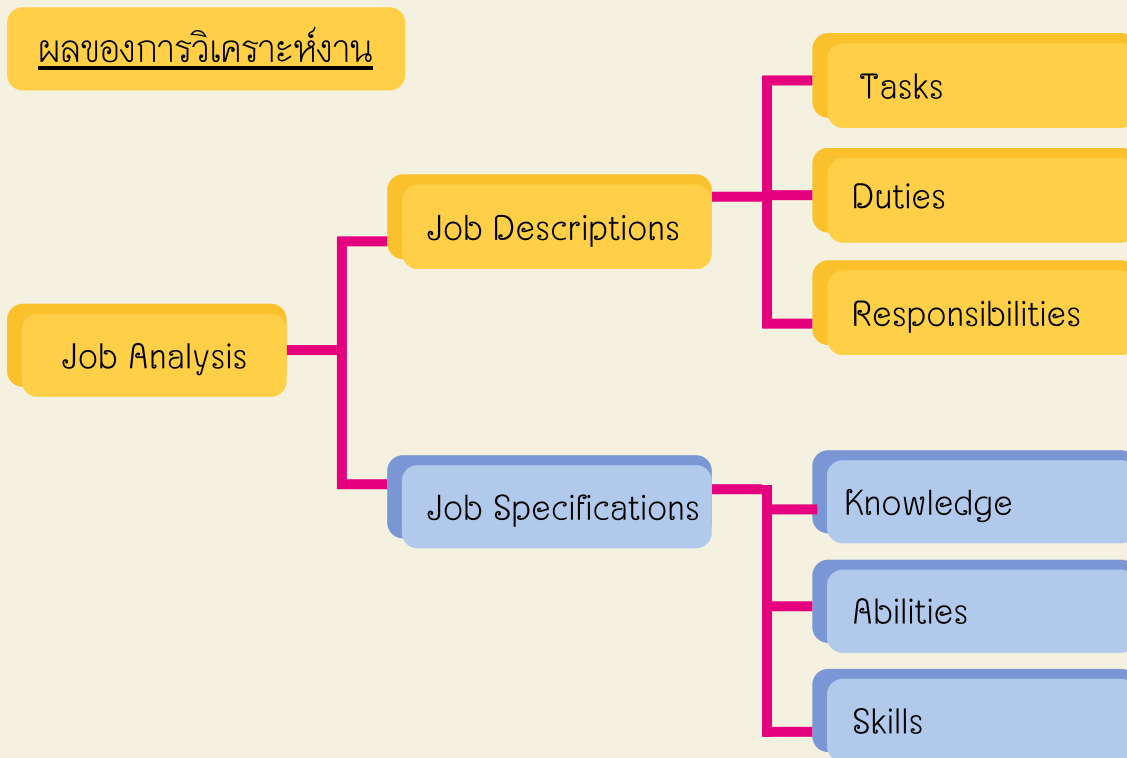 ผลของการวิเคราะห์งาน
Job Analysis
Job Descriptions
Tasks
Duties
Responsibilities
Job Specifications
Knowledge
Abilities
Skills